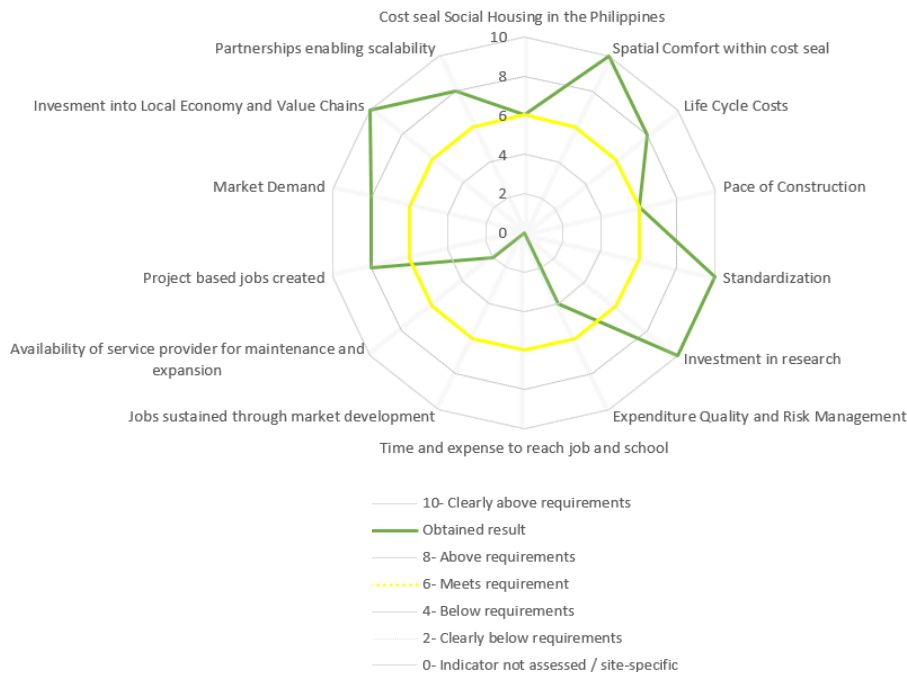 Cost seal Social Housing in the Philippines
10
Partnerships enabling scalability
Spatial Comfort within cost seal
8
Invesment into Local Economy and Value Chains
Life Cycle Costs
6
4
Market Demand
Pace of Construction
2
0
Project based jobs created
Standardization
Availability of service provider for maintenance and
expansion
Investment in research
Jobs sustained through market development
Expenditure Quality and Risk Management
Time and expense to reach job and school
10- Clearly above requirements
Obtained result
8- Above requirements
6- Meets requirement
4- Below requirements
2- Clearly below requirements
0- Indicator not assessed / site-specific